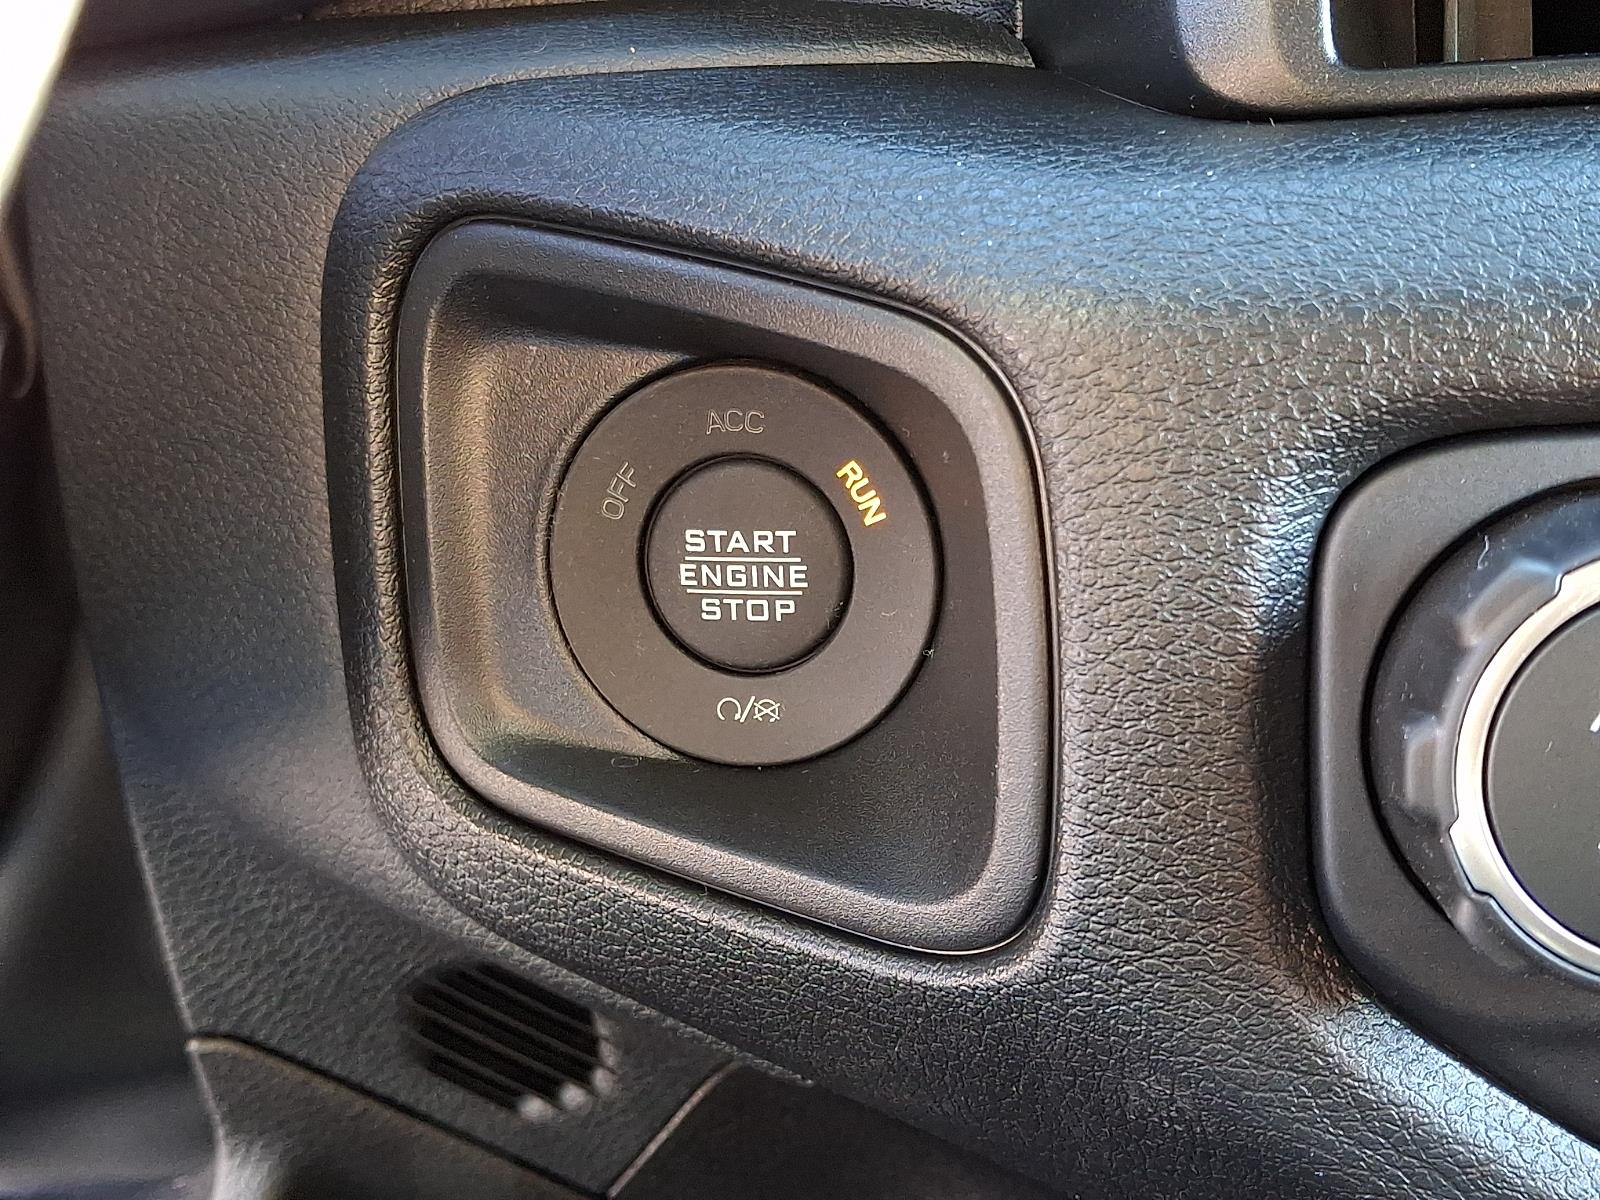 ACC
OFF
RUN
START
ENGINE
STOP